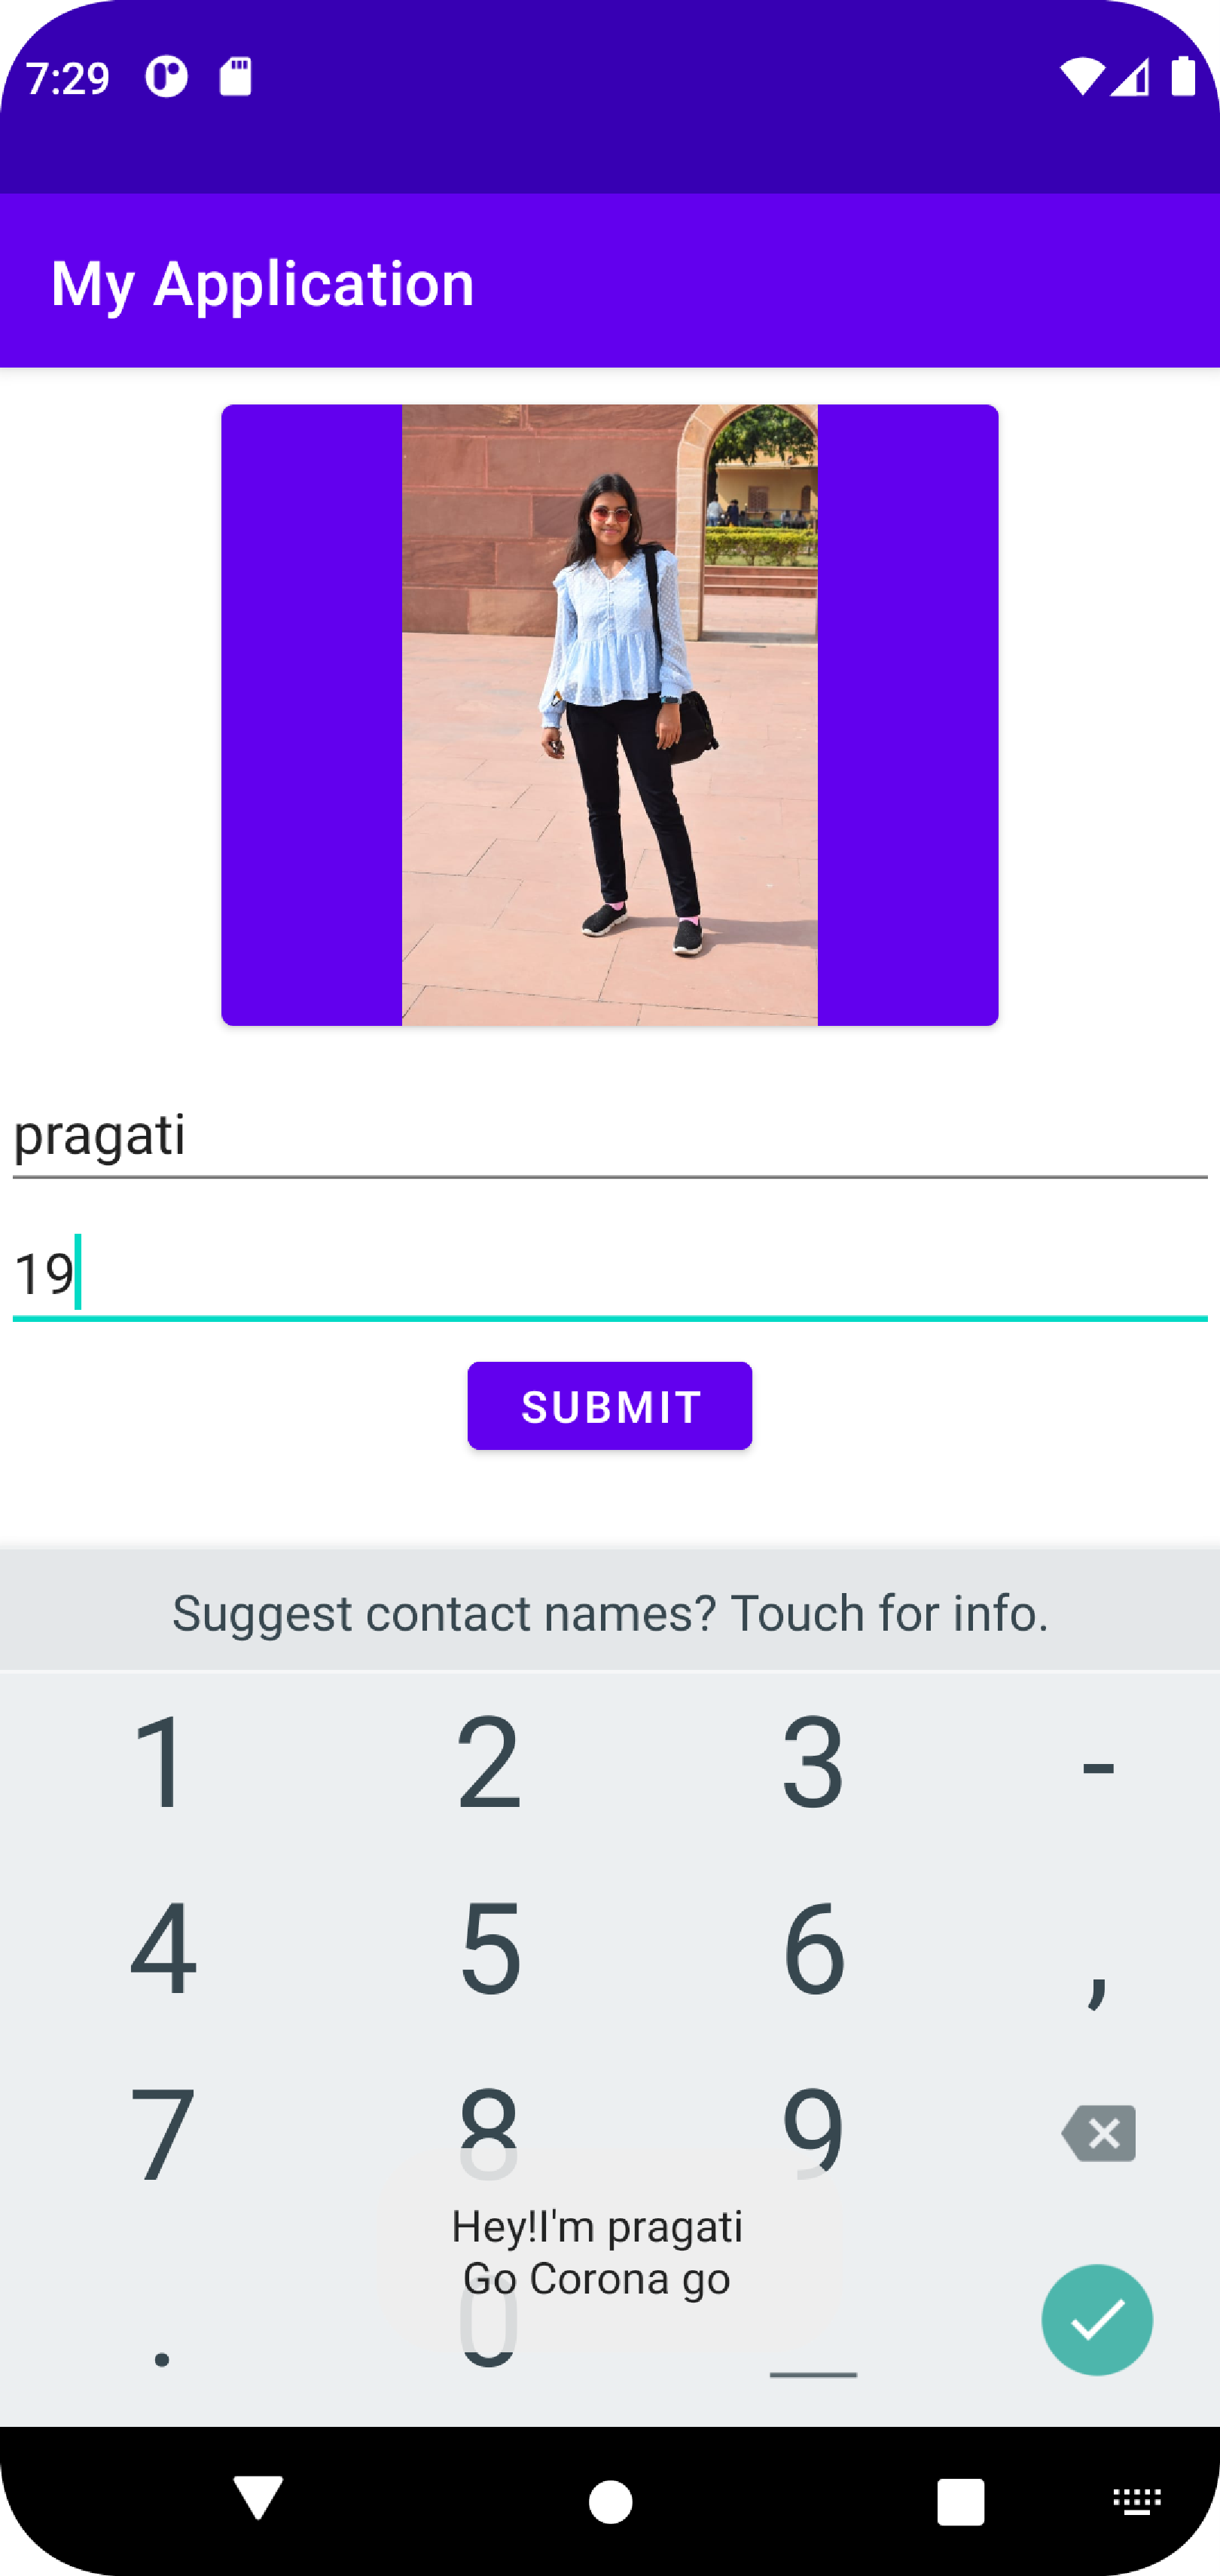 7:29
My Application
pragati
19
SUBMIT
Suggest contact names? Touch for info.
1 2 3 -
4 5 6 ,
7 8 9
Hey!I'm pragati
Go Corona go
. 0